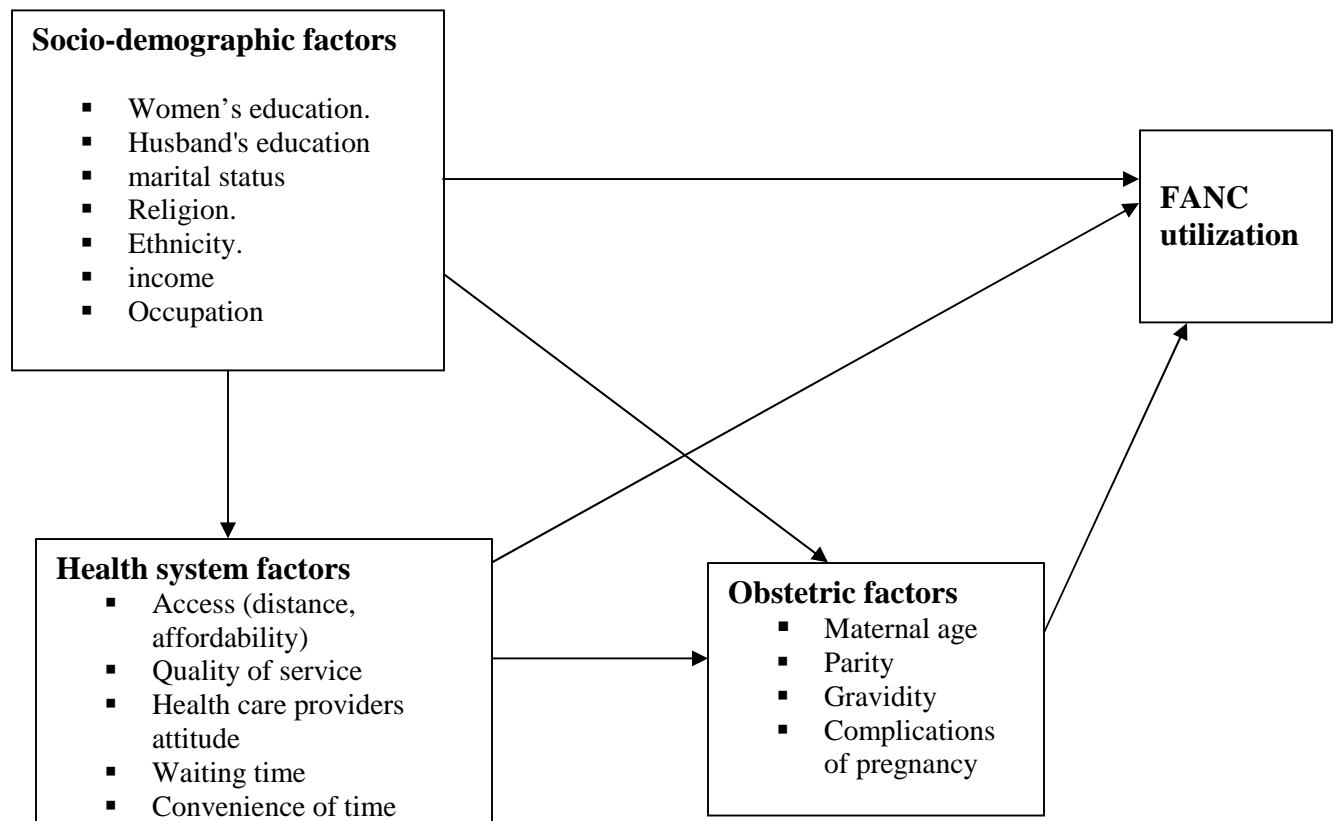 Socio-demographic factors
▪ Women’s education.
▪ Husband's education
▪ marital status
▪ Religion.
▪ Ethnicity.
▪ income
▪ Occupation
FANC
utilization
Health system factors
▪ Access (distance,
affordability)
▪ Quality of service
▪ Health care providers
attitude
▪ Waiting time
▪ Convenience of time
Obstetric factors
▪ Maternal age
▪ Parity
▪ Gravidity
▪ Complications
of pregnancy